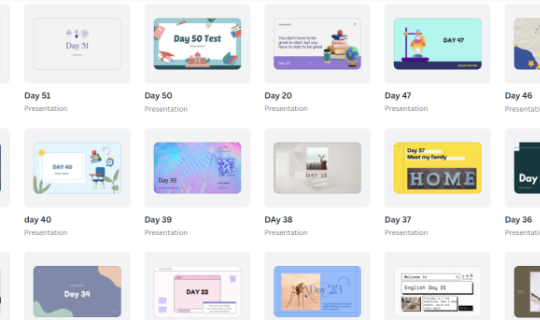 Day 51
Day 50 Test
You don't have to be
great to start but you
have to start to be great
Day 20
DAY 47
Day 51
Day 50
Day 20
Day 47
Day 46
Presentation
Presentation
Presentation
Presentation
Presentation
DAY 40
Day 39
DAY 38
Day 37
Meet my family
HOME
Day
day 40
Day 39
DAy 38
Day 37
Day 36
Presentation
Presentation
Presentation
Presentation
Presentation
Day 34
DAY 22
Day 23
Welcome to
English Day 21